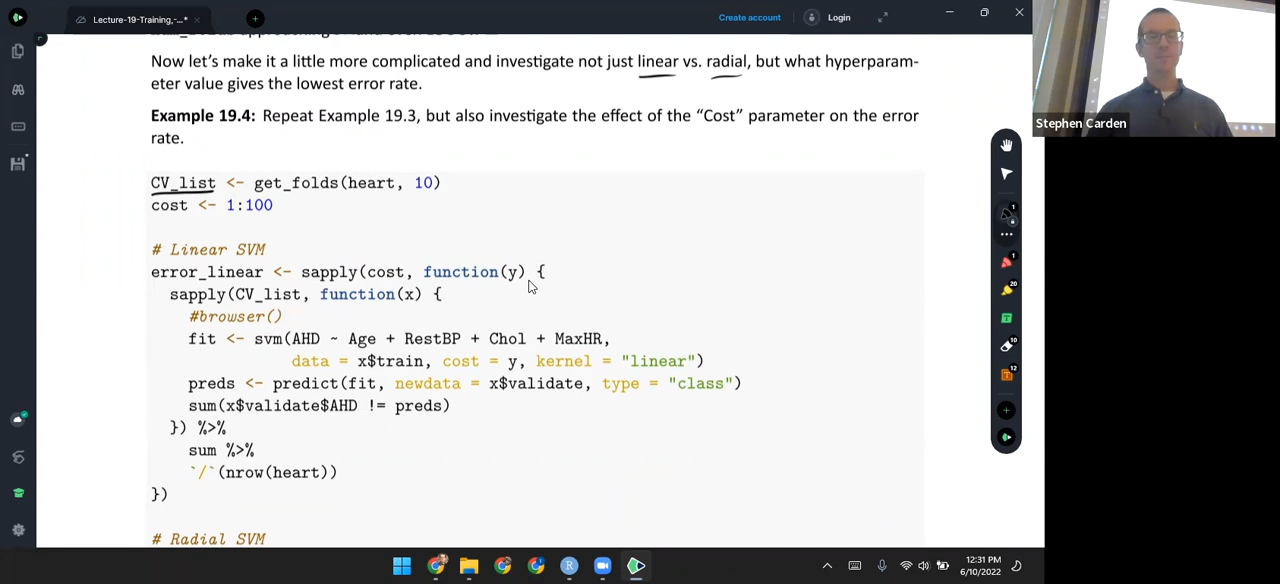 Lecture-19-Training,-...*
Create account
Login
Now let's make it a little more complicated and investigate not just linear vs. radial, but what hyperparam-
eter value gives the lowest error rate.
Stephen Carden
Example 19.4: Repeat Example 19.3, but also investigate the effect of the "Cost" parameter on the error
rate.
CV_list <- get_folds(heart, 10)
cost <- 1:100
# Linear SVM
error_linear <- sapply(cost, function(y) {
sapply(CV_list, function(x) {
#browser()
fit <- svm(AHD ~ Age + RestBP + Chol + MaxHR,
data = x$train, cost = y, kernel = "linear")
preds <- predict(fit, newdata = x$validate, type = "class")
sum(x$validate$AHD != preds)
}) %>%
sum %>%
`/`(nrow(heart))
})
# Radial SVM
1
1
20
10
12
12:31 PM
6/10/2022